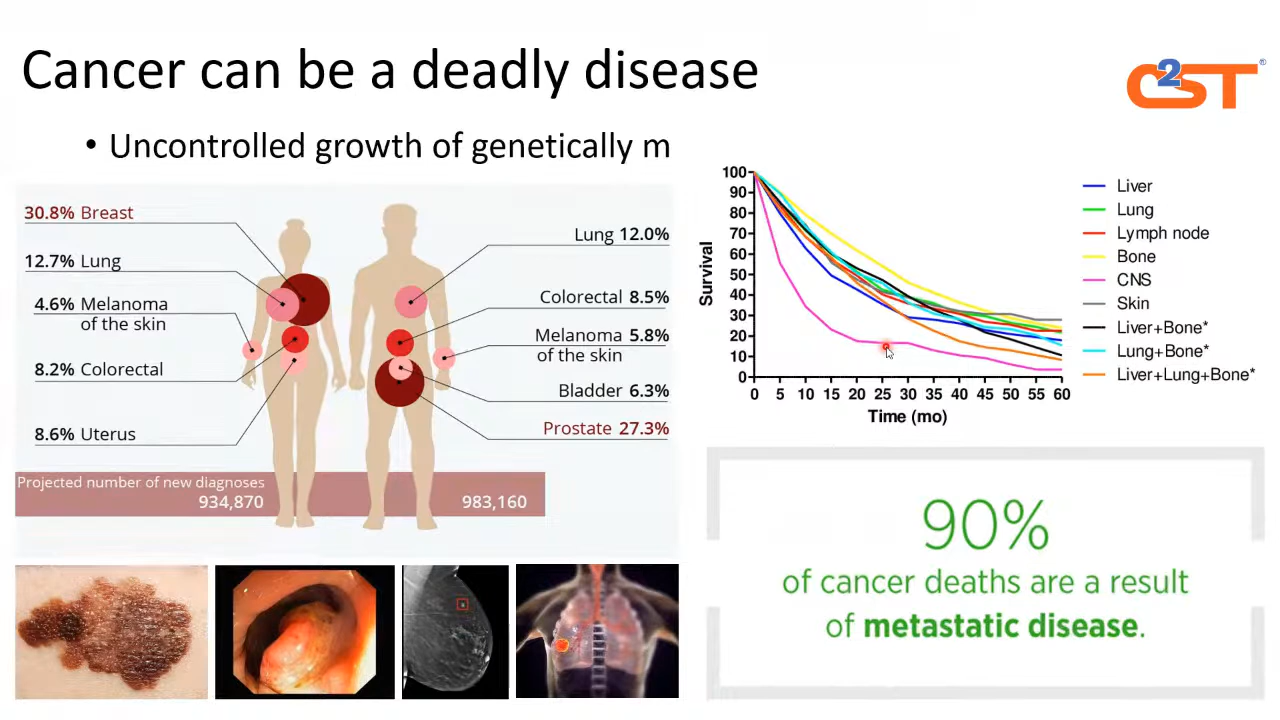 Cancer can be a deadly disease
C2ST®
• Uncontrolled growth of genetically m
30.8% Breast
12.7% Lung
4.6% Melanoma
of the skin
8.2% Colorectal
8.6% Uterus
Lung 12.0%
Colorectal 8.5%
Melanoma 5.8%
of the skin
Bladder 6.3%
Prostate 27.3%
Projected number of new diagnoses
934,870
983,160
Survival
100
90
80
70
60
50
40
30
20
10
0
0 5 10 15 20 25 30 35 40 45 50 55 60
Time (mo)
Liver
Lung
Lymph node
Bone
CNS
Skin
Liver+Bone*
Lung+Bone*
Liver+Lung+Bone*
90%
of cancer deaths are a result
of metastatic disease.